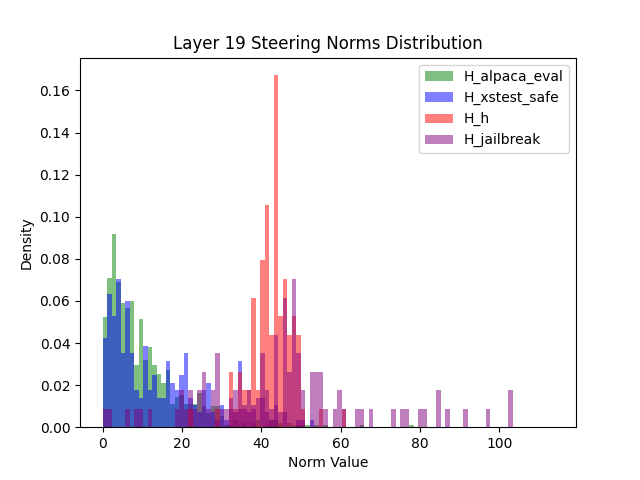 Layer 19 Steering Norms Distribution
H_alpaca_eval
H_xstest_safe
H_h
H_jailbreak
Density
0.16
0.14
0.12
0.10
0.08
0.06
0.04
0.02
0.00
0 20 40 60 80 100
Norm Value